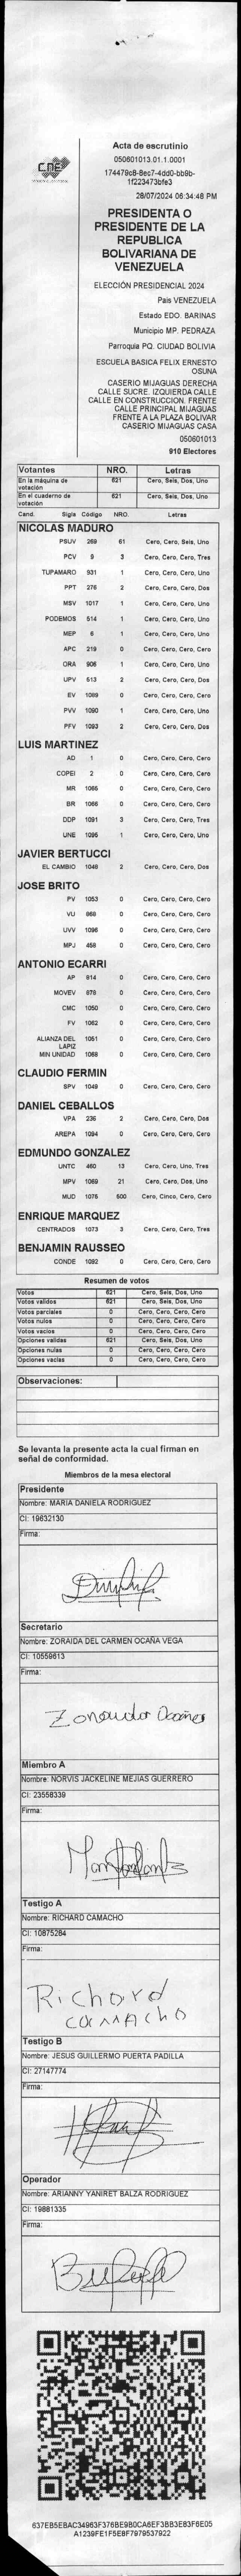 CNE
Acta de escrutinio
050601013.01.1.0001
174479c8-8ec7-4dd0-bb9b-
1f223473bfe3
28/07/2024 06:34:48 PM
PRESIDENTA O
PRESIDENTE DE LA
REPUBLICA
BOLIVARIANA DE
VENEZUELA
ELECCIÓN PRESIDENCIAL 2024
Pais VENEZUELA
Estado EDO. BARINAS
Municipio MP. PEDRAZA
Parroquia PQ. CIUDAD BOLIVIA
ESCUELA BASICA FELIX ERNESTO
OSUNA
CASERIO MIJAGUAS DERECHA
CALLE SUCRE. IZQUIERDA CALLE
CALLE EN CONSTRUCCION. FRENTE
CALLE PRINCIPAL MIJAGUAS
FRENTE A LA PLAZA BOLIVAR
CASERIO MIJAGUAS CASA
050601013
910 Electores
Votantes NRO. Letras
En la máquina de votación 621 Cero, Seis, Dos, Uno
En el cuaderno de votación 621 Cero, Seis, Dos, Uno
Cand. Sigla Código NRO. Letras
NICOLAS MADURO
PSUV 269 61 Cero, Cero, Seis, Uno
PCV 9 3 Cero, Cero, Cero, Tres
TUPAMARO 931 1 Cero, Cero, Cero, Uno
PPT 276 2 Cero, Cero, Cero, Dos
MSV 1017 1 Cero, Cero, Cero, Uno
PODEMOS 514 1 Cero, Cero, Cero, Uno
MEP 6 1 Cero, Cero, Cero, Uno
APC 219 0 Cero, Cero, Cero, Cero
ORA 906 1 Cero, Cero, Cero, Uno
UPV 513 2 Cero, Cero, Cero, Dos
EV 1089 0 Cero, Cero, Cero, Cero
PVV 1090 1 Cero, Cero, Cero, Uno
PFV 1093 2 Cero, Cero, Cero, Dos
LUIS MARTINEZ
AD 1 0 Cero, Cero, Cero, Cero
COPEI 2 0 Cero, Cero, Cero, Cero
MR 1065 0 Cero, Cero, Cero, Cero
BR 1066 0 Cero, Cero, Cero, Cero
DDP 1091 3 Cero, Cero, Cero, Tres
UNE 1095 1 Cero, Cero, Cero, Uno
JAVIER BERTUCCI
EL CAMBIO 1048 2 Cero, Cero, Cero, Dos
JOSE BRITO
PV 1053 0 Cero, Cero, Cero, Cero
VU 968 0 Cero, Cero, Cero, Cero
UVV 1096 0 Cero, Cero, Cero, Cero
MPJ 458 0 Cero, Cero, Cero, Cero
ANTONIO ECARRI
AP 914 0 Cero, Cero, Cero, Cero
MOVEV 978 0 Cero, Cero, Cero, Cero
CMC 1050 0 Cero, Cero, Cero, Cero
FV 1062 0 Cero, Cero, Cero, Cero
ALIANZA DEL LAPIZ 1051 0 Cero, Cero, Cero, Cero
MIN UNIDAD 1068 0 Cero, Cero, Cero, Cero
CLAUDIO FERMIN
SPV 1049 0 Cero, Cero, Cero, Cero
DANIEL CEBALLOS
VPA 236 2 Cero, Cero, Cero, Dos
AREPA 1094 0 Cero, Cero, Cero, Cero
EDMUNDO GONZALEZ
UNTC 460 13 Cero, Cero, Uno, Tres
MPV 1069 21 Cero, Cero, Dos, Uno
MUD 1075 500 Cero, Cinco, Cero, Cero
ENRIQUE MARQUEZ
CENTRADOS 1073 3 Cero, Cero, Cero, Tres
BENJAMIN RAUSSEO
CONDE 1092 0 Cero, Cero, Cero, Cero
Resumen de votos
Votos 621 Cero, Seis, Dos, Uno
Votos validos 621 Cero, Seis, Dos, Uno
Votos parciales 0 Cero, Cero, Cero, Cero
Votos nulos 0 Cero, Cero, Cero, Cero
Votos vacios 0 Cero, Cero, Cero, Cero
Opciones validas 621 Cero, Seis, Dos, Uno
Opciones nulas 0 Cero, Cero, Cero, Cero
Opciones vacias 0 Cero, Cero, Cero, Cero
Observaciones:
Se levanta la presente acta la cual firman en
señal de conformidad.
Miembros de la mesa electoral
Presidente
Nombre: MARIA DANIELA RODRIGUEZ
CI: 19632130
Firma:
Secretario
Nombre: ZORAIDA DEL CARMEN OCAÑA VEGA
CI: 10559613
Firma:
Miembro A
Nombre: NORVIS JACKELINE MEJIAS GUERRERO
CI: 23558339
Firma:
Testigo A
Nombre: RICHARD CAMACHO
CI: 10875284
Firma:
Richard
camacho
Testigo B
Nombre: JESUS GUILLERMO PUERTA PADILLA
CI: 27147774
Firma:
Operador
Nombre: ARIANNY YANIRET BALZA RODRIGUEZ
CI: 19881335
Firma:
637EB5EBAC34963F376BE9B0CA6EF3BB3E83F6E05
A1239FE1F5E8F7979537922